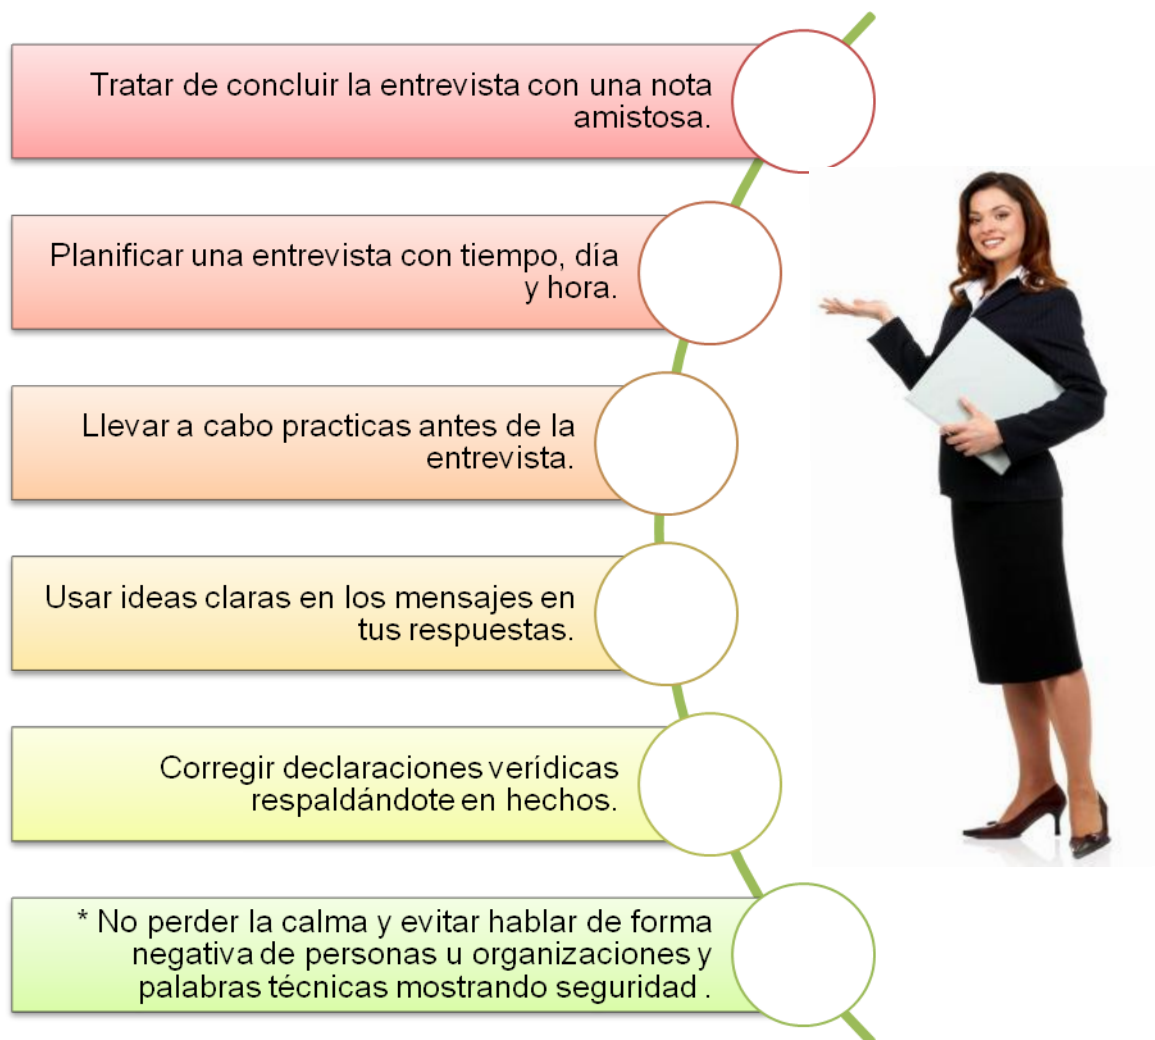 Tratar de concluir la entrevista con una nota
amistosa.
Planificar una entrevista con tiempo, día
y hora.
Llevar a cabo practicas antes de la
entrevista.
Usar ideas claras en los mensajes en
tus respuestas.
Corregir declaraciones verídicas
respaldándote en hechos.
* No perder la calma y evitar hablar de forma
negativa de personas u organizaciones y
palabras técnicas mostrando seguridad .